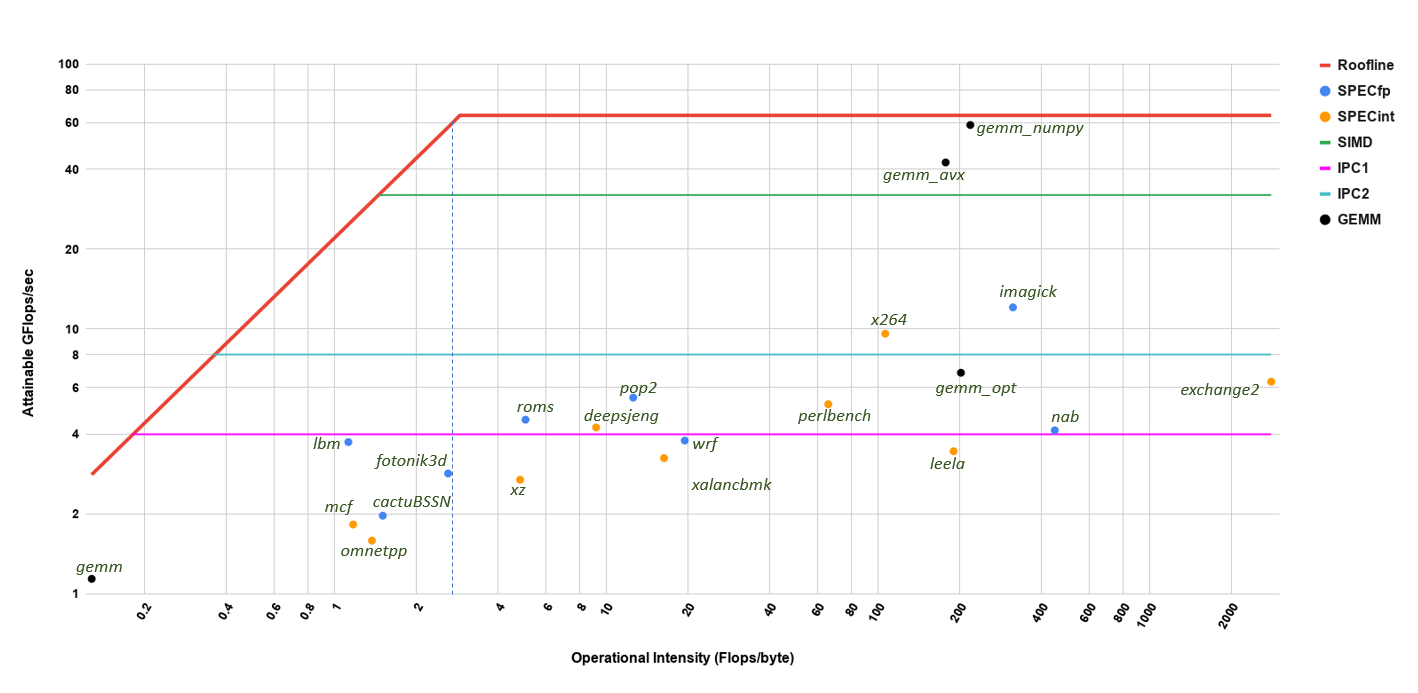 100
80
60
40
20
10
8
6
4
2
1
Attainable GFlops/sec
gemm_numpy
gemm_avx
imagick
x264
pop2
gemm_opt
exchange2
roms
deepsjeng
perlbench
nab
lbm
wrf
fotonik3d
leela
xz
xalancbmk
mcf
cactuBSSN
omnetpp
gemm
0.2
0.4
0.6
0.8
1
2
4
6
8
10
20
40
60
80
100
200
400
600
800
1000
2000
Operational Intensity (Flops/byte)
Roofline
SPECfp
SPECint
SIMD
IPC1
IPC2
GEMM